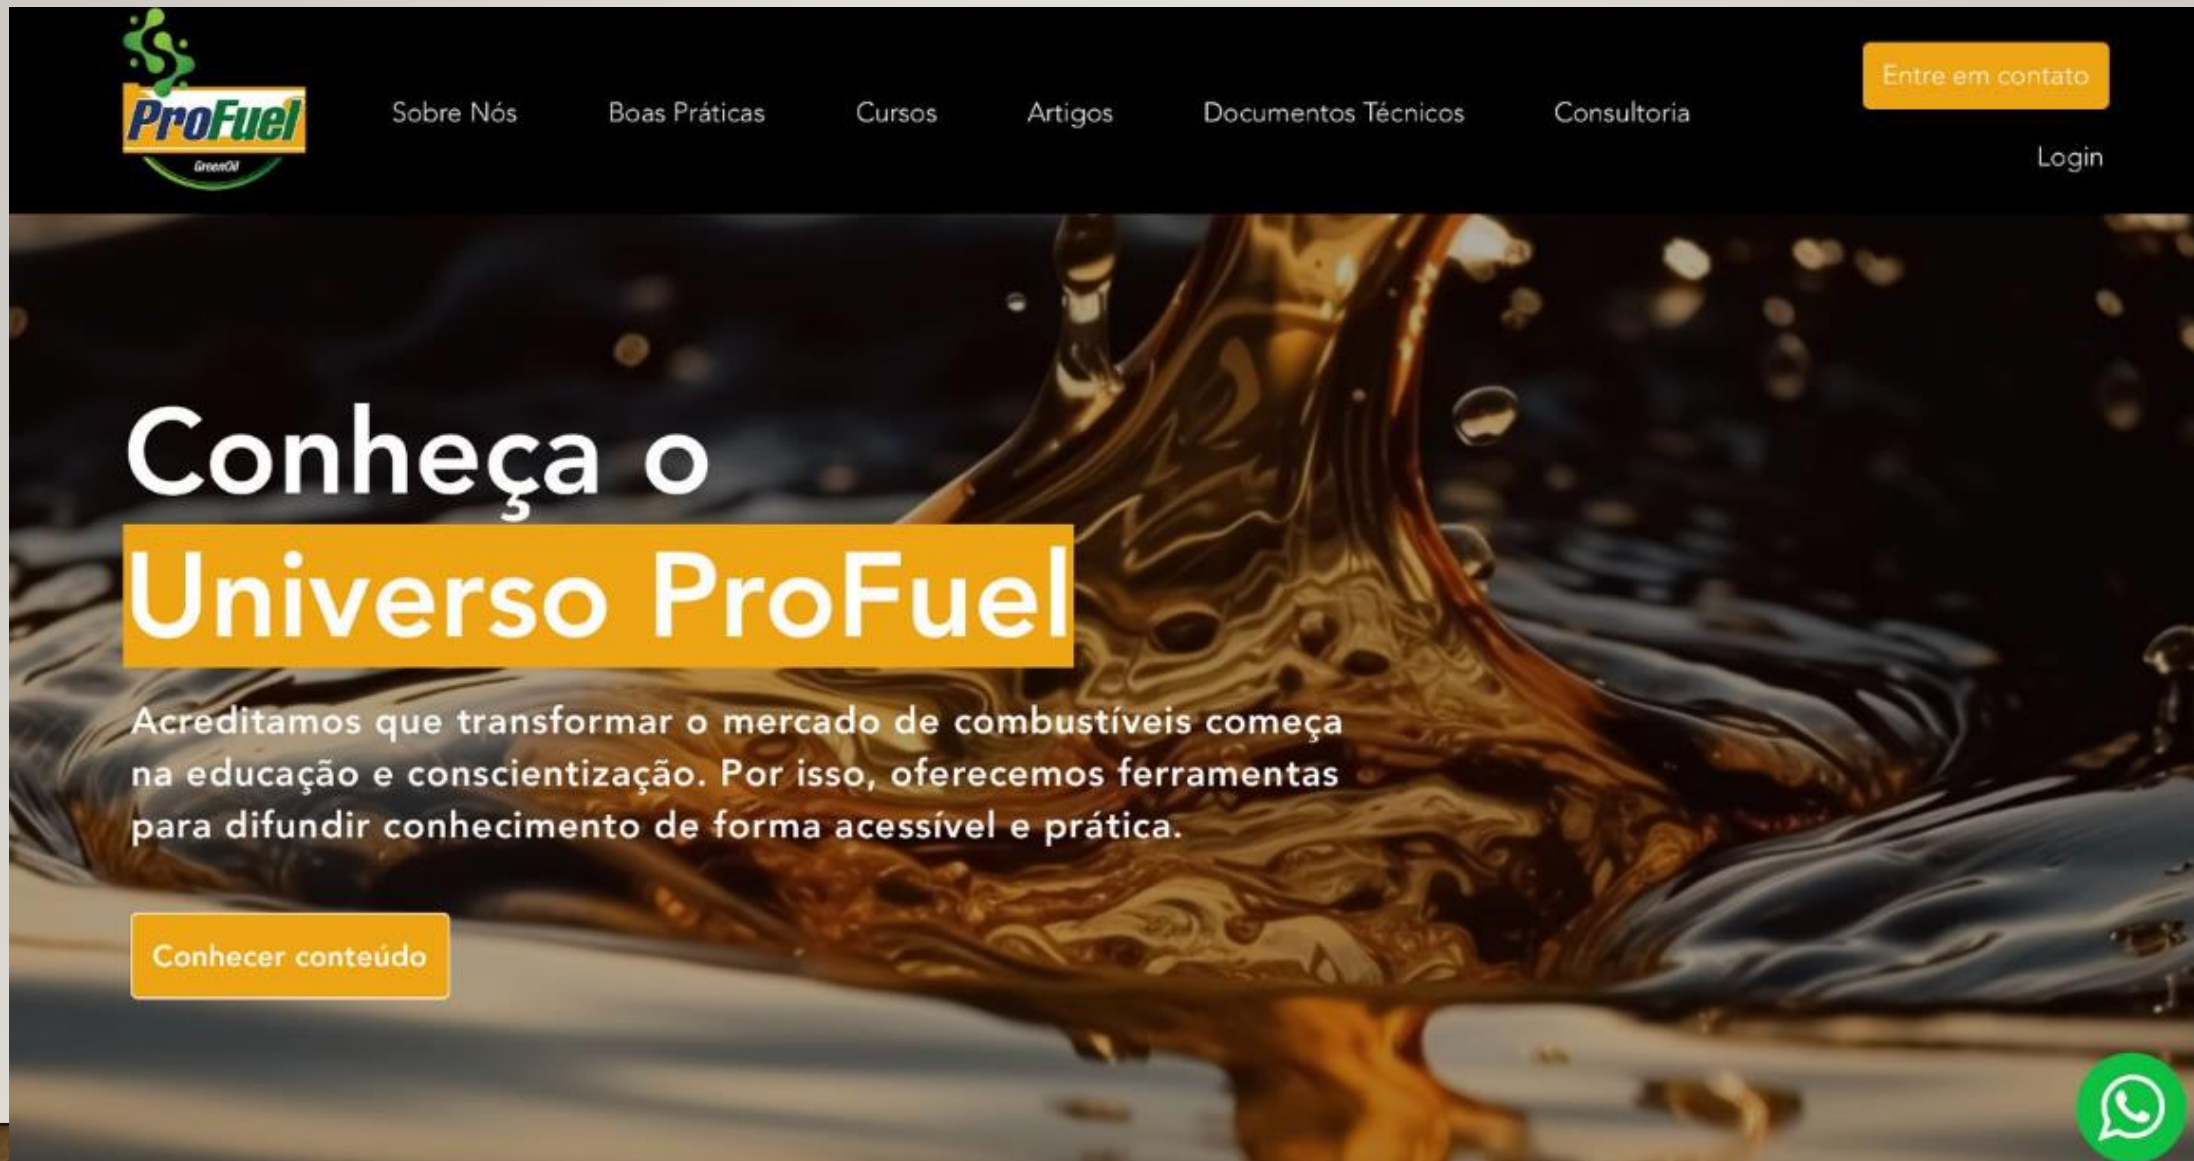 ProFuel
GreenOil
Sobre Nós
Boas Práticas
Cursos
Artigos
Documentos Técnicos
Consultoria
Entre em contato
Login
Conheça o
Universo ProFuel
Acreditamos que transformar o mercado de combustíveis começa
na educação e conscientização. Por isso, oferecemos ferramentas
para difundir conhecimento de forma acessível e prática.
Conhecer conteúdo